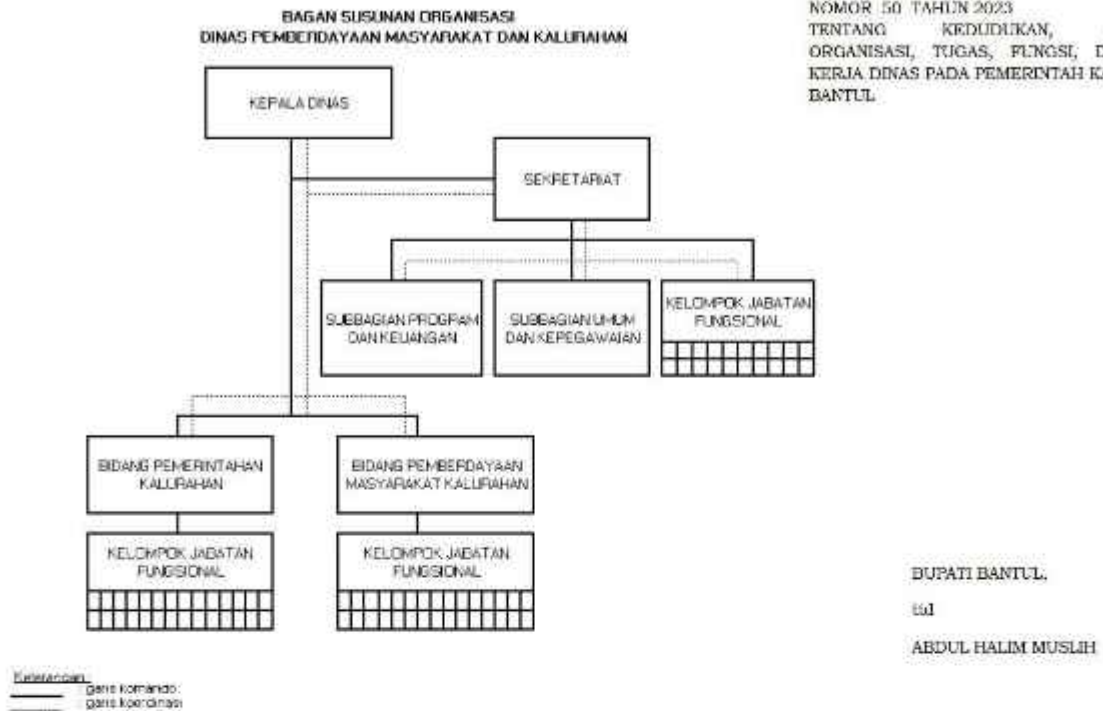 BAGAN SUSUNAN ORGANISASI
DINAS PEMBERDAYAAN MASYARAKAT DAN KALURAHAN
NOMOR 50 TAHUN 2023
TENTANG KEDUDUKAN,
ORGANISASI, TUGAS, FUNGSI, D
KERJA DINAS PADA PEMERINTAH KA
BANTUL
KEPALA DINAS
SEKRETARIAT
SUBBAGIAN PROGRAM
DAN KEUANGAN
SUBBAGIAN UMUM
DAN KEPEGAWAIAN
KELOMPOK JABATAN
FUNGSIONAL
BIDANG PEMERINTAHAN
KALURAHAN
BIDANG PEMBERDAYAAN
MASYARAKAT KALURAHAN
KELOMPOK JABATAN
FUNGSIONAL
KELOMPOK JABATAN
FUNGSIONAL
BUPATI BANTUL,
ttd
ABDUL HALIM MUSLIH
Keterangan:
: garis komando:
: garis koordinasi